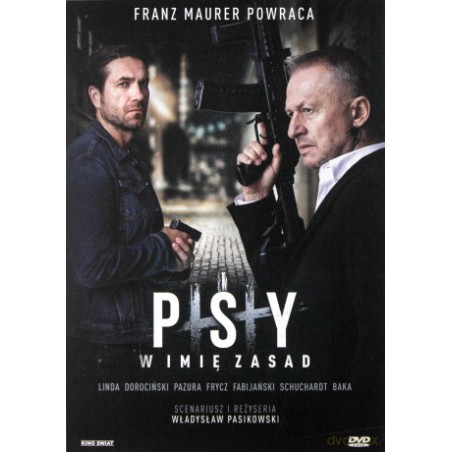 FRANZ MAURER POWRACA
PSY
W IMIĘ ZASAD
LINDA DOROCIŃSKI PAZURA FRYCZ FABIJAŃSKI SCHUCHARDT BAKA
SCENARIUSZ I REŻYSERIA
WŁADYSŁAW PASIKOWSKI
KINO ŚWIAT
DVD